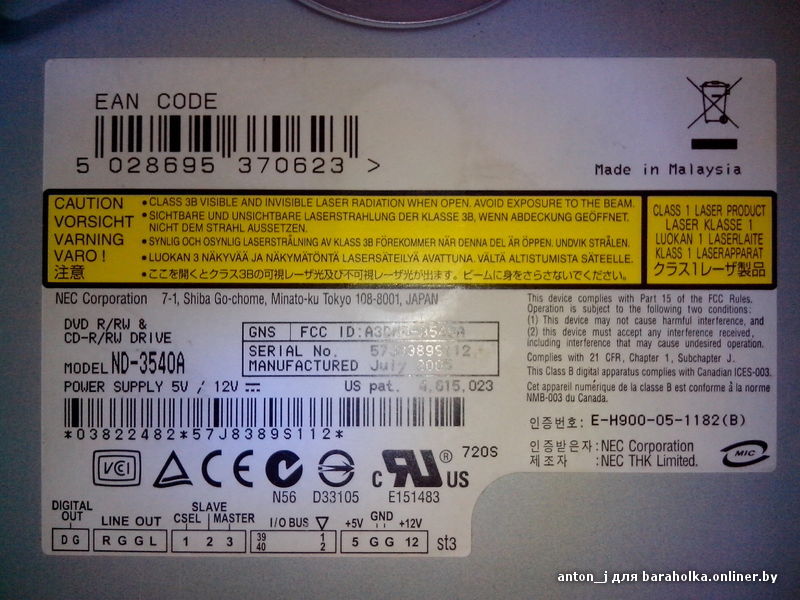 EAN CODE
5 028695 370623 >
Made in Malaysia
CAUTION • CLASS 3B VISIBLE AND INVISIBLE LASER RADIATION WHEN OPEN. AVOID EXPOSURE TO THE BEAM.
VORSICHT • SICHTBARE UND UNSICHTBARE LASERSTRAHLUNG DER KLASSE 3B, WENN ABDECKUNG GEÖFFNET.
NICHT DEM STRAHL AUSSETZEN.
VARNING • SYNLIG OCH OSYNLIG LASERSTRÅLNING AV KLASS 3B FÖREKOMMER NÄR DENNA DEL ÄR ÖPPEN. UNDVIK STRÅLEN.
VARO! • LUOKAN 3 NÄKYVÄÄ JA NÄKYMÄTÖNTÄ LASERSÄTEILYÄ AVATTUNA. VÄLTÄ ALTISTUMISTA SÄTEELLE.
注意 • ここを開くとクラス3Bの可視レーザ光及び不可視レーザ光が出ます。ビームに身をさらさないでください。
CLASS 1 LASER PRODUCT
LASER KLASSE 1
LUOKAN 1 LASERLAITE
KLASS 1 LASERAPPARAT
クラス1レーザ製品
NEC Corporation 7-1, Shiba Go-chome, Minato-ku Tokyo 108-8001, JAPAN
DVD R/RW &
CD-R/RW DRIVE
MODEL ND-3540A
POWER SUPPLY 5V / 12V
GNS FCC ID:
SERIAL No. 57J8389S112
MANUFACTURED July 2005
US pat. 4,615,023
*03822482*57J8389S112*
This device complies with Part 15 of the FCC Rules.
Operation is subject to the following two conditions:
(1) This device may not cause harmful interference, and
(2) this device must accept any interference received,
including interference that may cause undesired operation.
Complies with 21 CFR, Chapter 1, Subchapter J.
This Class B digital apparatus complies with Canadian ICES-003.
Cet appareil numérique de la classe B est conforme à la norme
NMB-003 du Canada.
인증번호: E-H900-05-1182(B)
인증받은자:NEC Corporation
제조자 :NEC THK Limited.
MIC
VCI
CE
N56
D33105
c RU ® US
E151483
720S
DIGITAL OUT
D G
LINE OUT
R G G L
SLAVE
CSEL MASTER
1 2 3
I/O BUS
39 1
40 2
+5V GND +12V
5 G G 12
st3
anton_j для baraholka.onliner.by